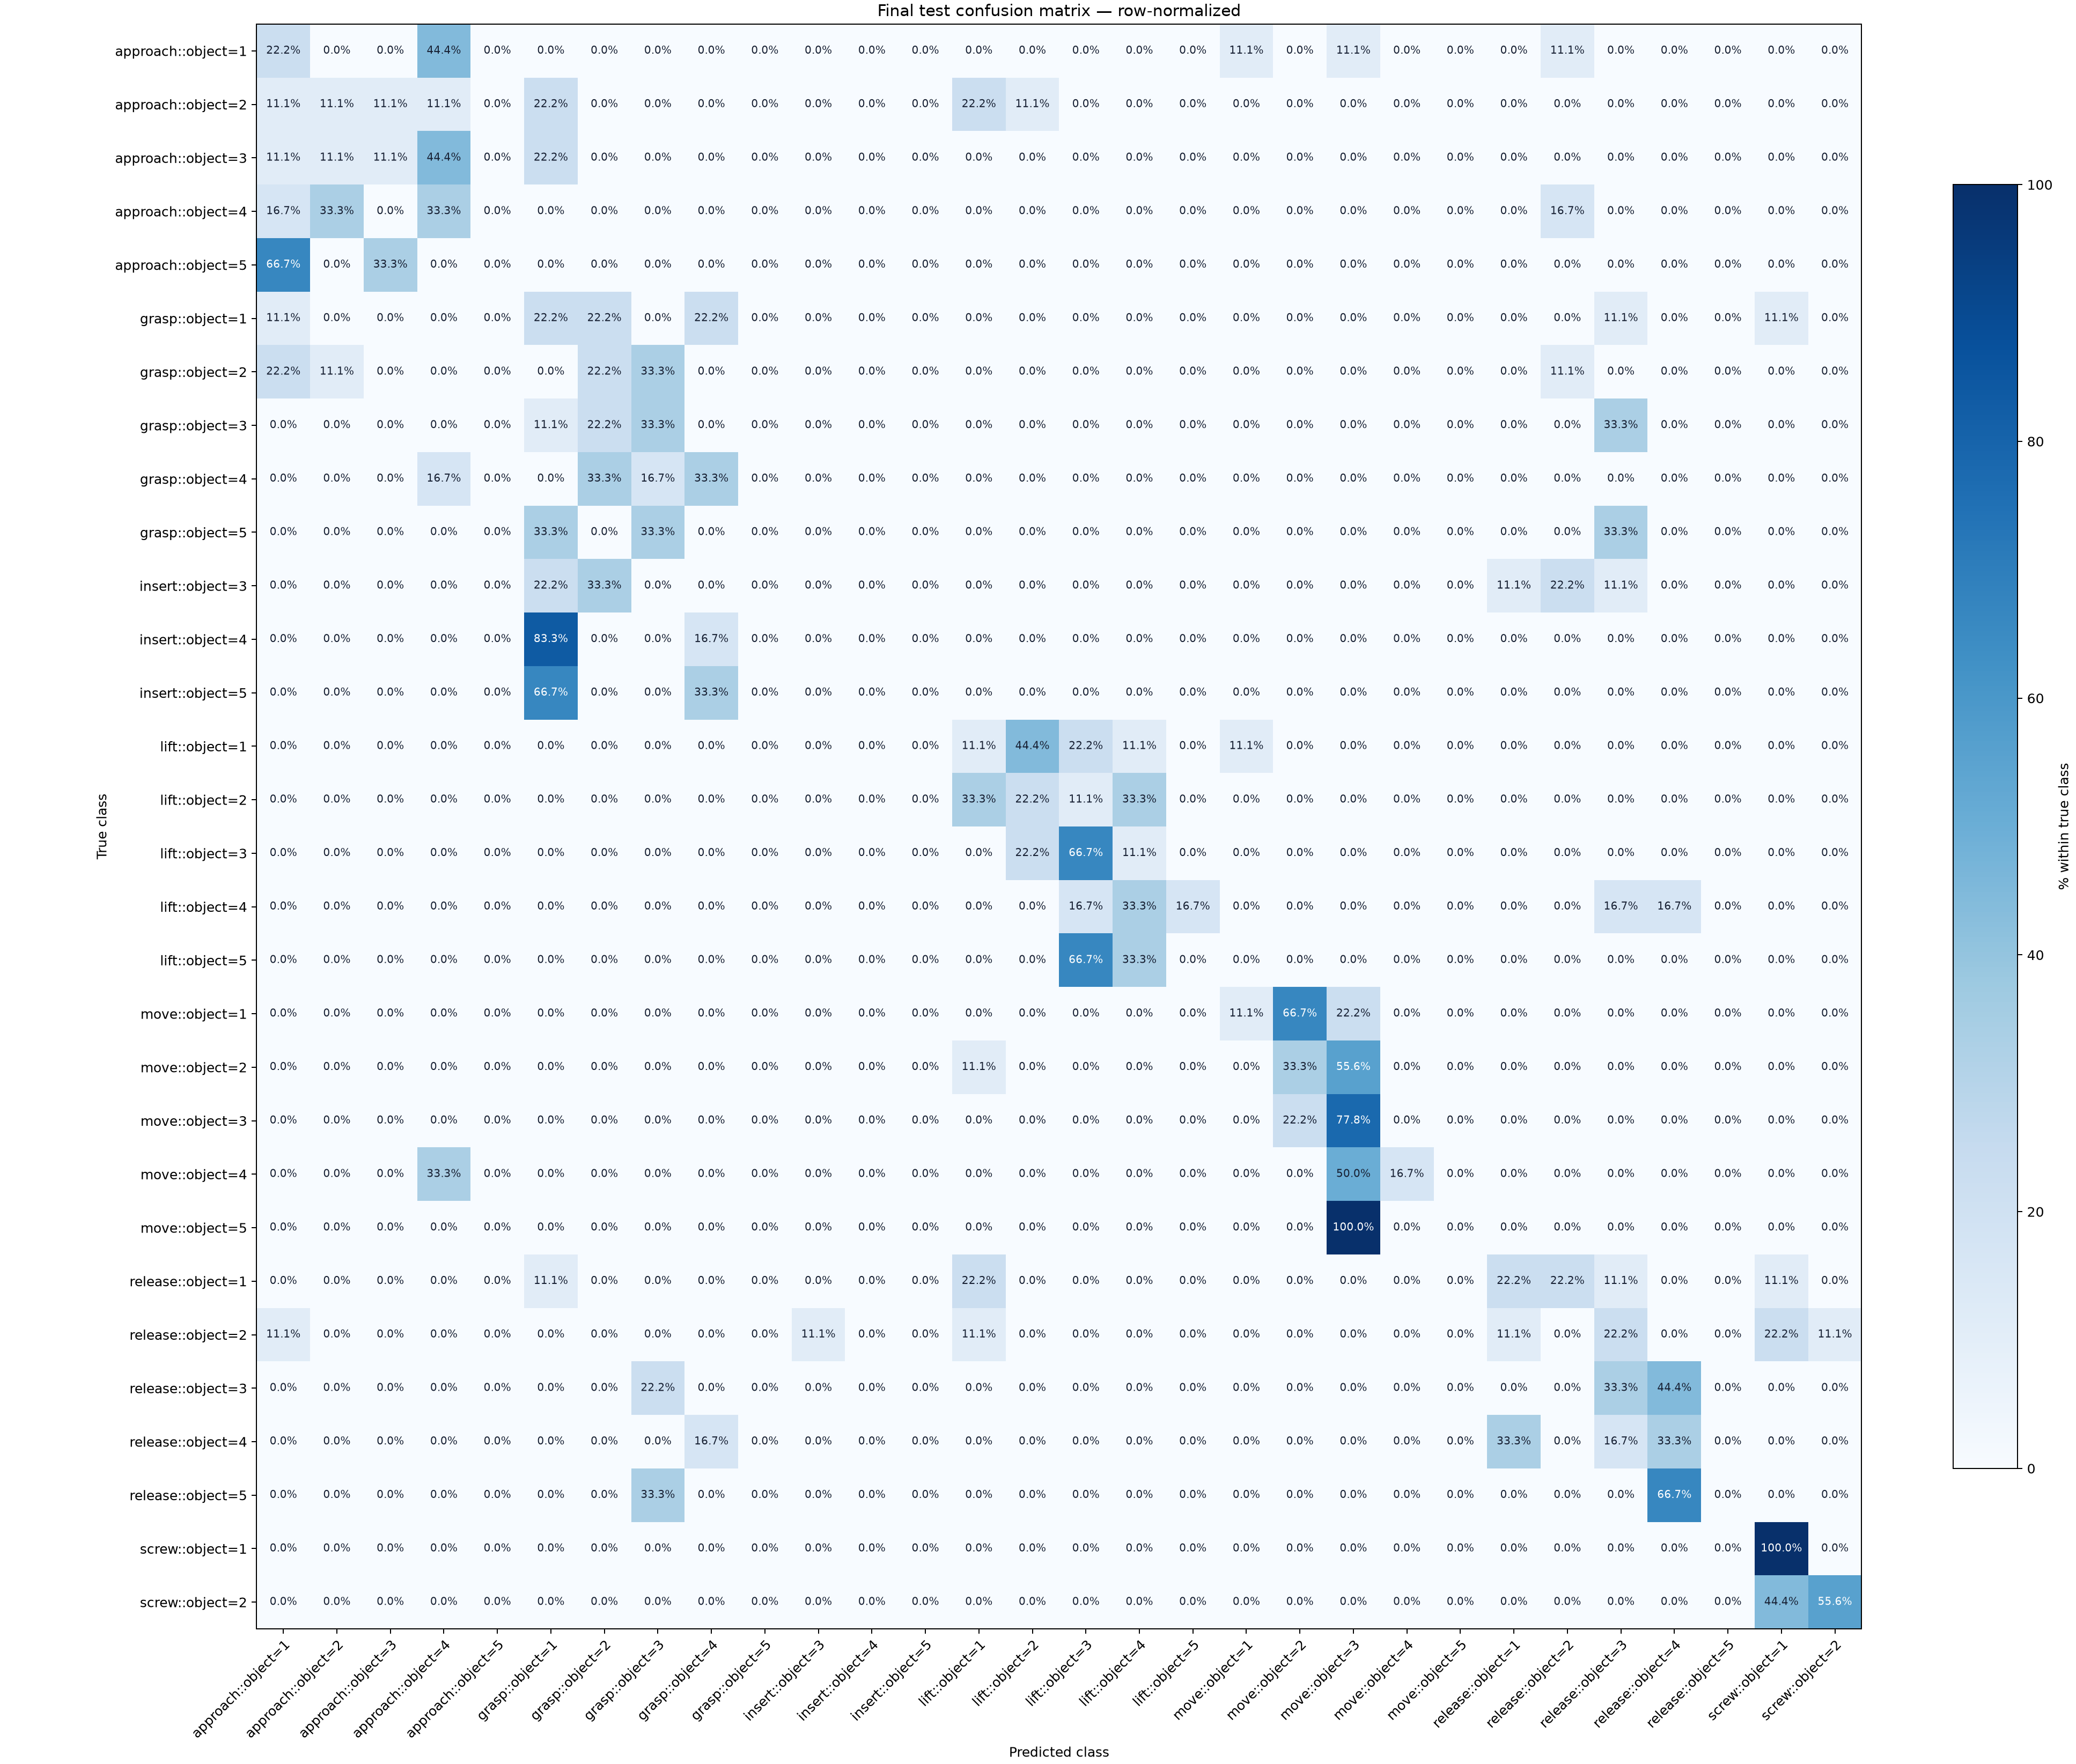 Final test confusion matrix — row-normalized
approach::object=1 22.2% 0.0% 0.0% 44.4% 0.0% 0.0% 0.0% 0.0% 0.0% 0.0% 0.0% 0.0% 0.0% 0.0% 0.0% 0.0% 0.0% 0.0% 11.1% 0.0% 11.1% 0.0% 0.0% 0.0% 11.1% 0.0% 0.0% 0.0% 0.0% 0.0%
approach::object=2 11.1% 11.1% 11.1% 11.1% 0.0% 22.2% 0.0% 0.0% 0.0% 0.0% 0.0% 0.0% 0.0% 22.2% 11.1% 0.0% 0.0% 0.0% 0.0% 0.0% 0.0% 0.0% 0.0% 0.0% 0.0% 0.0% 0.0% 0.0% 0.0% 0.0%
approach::object=3 11.1% 11.1% 11.1% 44.4% 0.0% 22.2% 0.0% 0.0% 0.0% 0.0% 0.0% 0.0% 0.0% 0.0% 0.0% 0.0% 0.0% 0.0% 0.0% 0.0% 0.0% 0.0% 0.0% 0.0% 0.0% 0.0% 0.0% 0.0% 0.0% 0.0%
approach::object=4 16.7% 33.3% 0.0% 33.3% 0.0% 0.0% 0.0% 0.0% 0.0% 0.0% 0.0% 0.0% 0.0% 0.0% 0.0% 0.0% 0.0% 0.0% 0.0% 0.0% 0.0% 0.0% 0.0% 0.0% 16.7% 0.0% 0.0% 0.0% 0.0% 0.0%
approach::object=5 66.7% 0.0% 33.3% 0.0% 0.0% 0.0% 0.0% 0.0% 0.0% 0.0% 0.0% 0.0% 0.0% 0.0% 0.0% 0.0% 0.0% 0.0% 0.0% 0.0% 0.0% 0.0% 0.0% 0.0% 0.0% 0.0% 0.0% 0.0% 0.0% 0.0%
grasp::object=1 11.1% 0.0% 0.0% 0.0% 0.0% 22.2% 22.2% 0.0% 22.2% 0.0% 0.0% 0.0% 0.0% 0.0% 0.0% 0.0% 0.0% 0.0% 0.0% 0.0% 0.0% 0.0% 0.0% 0.0% 0.0% 11.1% 0.0% 0.0% 11.1% 0.0%
grasp::object=2 22.2% 11.1% 0.0% 0.0% 0.0% 0.0% 22.2% 33.3% 0.0% 0.0% 0.0% 0.0% 0.0% 0.0% 0.0% 0.0% 0.0% 0.0% 0.0% 0.0% 0.0% 0.0% 0.0% 0.0% 11.1% 0.0% 0.0% 0.0% 0.0% 0.0%
grasp::object=3 0.0% 0.0% 0.0% 0.0% 0.0% 11.1% 22.2% 33.3% 0.0% 0.0% 0.0% 0.0% 0.0% 0.0% 0.0% 0.0% 0.0% 0.0% 0.0% 0.0% 0.0% 0.0% 0.0% 0.0% 0.0% 33.3% 0.0% 0.0% 0.0% 0.0%
grasp::object=4 0.0% 0.0% 0.0% 16.7% 0.0% 0.0% 33.3% 16.7% 33.3% 0.0% 0.0% 0.0% 0.0% 0.0% 0.0% 0.0% 0.0% 0.0% 0.0% 0.0% 0.0% 0.0% 0.0% 0.0% 0.0% 0.0% 0.0% 0.0% 0.0% 0.0%
grasp::object=5 0.0% 0.0% 0.0% 0.0% 0.0% 33.3% 0.0% 33.3% 0.0% 0.0% 0.0% 0.0% 0.0% 0.0% 0.0% 0.0% 0.0% 0.0% 0.0% 0.0% 0.0% 0.0% 0.0% 0.0% 0.0% 33.3% 0.0% 0.0% 0.0% 0.0%
insert::object=3 0.0% 0.0% 0.0% 0.0% 0.0% 22.2% 33.3% 0.0% 0.0% 0.0% 0.0% 0.0% 0.0% 0.0% 0.0% 0.0% 0.0% 0.0% 0.0% 0.0% 0.0% 0.0% 0.0% 11.1% 22.2% 11.1% 0.0% 0.0% 0.0% 0.0%
insert::object=4 0.0% 0.0% 0.0% 0.0% 0.0% 83.3% 0.0% 0.0% 16.7% 0.0% 0.0% 0.0% 0.0% 0.0% 0.0% 0.0% 0.0% 0.0% 0.0% 0.0% 0.0% 0.0% 0.0% 0.0% 0.0% 0.0% 0.0% 0.0% 0.0% 0.0%
insert::object=5 0.0% 0.0% 0.0% 0.0% 0.0% 66.7% 0.0% 0.0% 33.3% 0.0% 0.0% 0.0% 0.0% 0.0% 0.0% 0.0% 0.0% 0.0% 0.0% 0.0% 0.0% 0.0% 0.0% 0.0% 0.0% 0.0% 0.0% 0.0% 0.0% 0.0%
lift::object=1 0.0% 0.0% 0.0% 0.0% 0.0% 0.0% 0.0% 0.0% 0.0% 0.0% 0.0% 0.0% 0.0% 11.1% 44.4% 22.2% 11.1% 0.0% 11.1% 0.0% 0.0% 0.0% 0.0% 0.0% 0.0% 0.0% 0.0% 0.0% 0.0% 0.0%
lift::object=2 0.0% 0.0% 0.0% 0.0% 0.0% 0.0% 0.0% 0.0% 0.0% 0.0% 0.0% 0.0% 0.0% 33.3% 22.2% 11.1% 33.3% 0.0% 0.0% 0.0% 0.0% 0.0% 0.0% 0.0% 0.0% 0.0% 0.0% 0.0% 0.0% 0.0%
lift::object=3 0.0% 0.0% 0.0% 0.0% 0.0% 0.0% 0.0% 0.0% 0.0% 0.0% 0.0% 0.0% 0.0% 0.0% 22.2% 66.7% 11.1% 0.0% 0.0% 0.0% 0.0% 0.0% 0.0% 0.0% 0.0% 0.0% 0.0% 0.0% 0.0% 0.0%
lift::object=4 0.0% 0.0% 0.0% 0.0% 0.0% 0.0% 0.0% 0.0% 0.0% 0.0% 0.0% 0.0% 0.0% 0.0% 0.0% 16.7% 33.3% 16.7% 0.0% 0.0% 0.0% 0.0% 0.0% 0.0% 0.0% 16.7% 16.7% 0.0% 0.0% 0.0%
lift::object=5 0.0% 0.0% 0.0% 0.0% 0.0% 0.0% 0.0% 0.0% 0.0% 0.0% 0.0% 0.0% 0.0% 0.0% 0.0% 66.7% 33.3% 0.0% 0.0% 0.0% 0.0% 0.0% 0.0% 0.0% 0.0% 0.0% 0.0% 0.0% 0.0% 0.0%
move::object=1 0.0% 0.0% 0.0% 0.0% 0.0% 0.0% 0.0% 0.0% 0.0% 0.0% 0.0% 0.0% 0.0% 0.0% 0.0% 0.0% 0.0% 0.0% 11.1% 66.7% 22.2% 0.0% 0.0% 0.0% 0.0% 0.0% 0.0% 0.0% 0.0% 0.0%
move::object=2 0.0% 0.0% 0.0% 0.0% 0.0% 0.0% 0.0% 0.0% 0.0% 0.0% 0.0% 0.0% 0.0% 11.1% 0.0% 0.0% 0.0% 0.0% 0.0% 33.3% 55.6% 0.0% 0.0% 0.0% 0.0% 0.0% 0.0% 0.0% 0.0% 0.0%
move::object=3 0.0% 0.0% 0.0% 0.0% 0.0% 0.0% 0.0% 0.0% 0.0% 0.0% 0.0% 0.0% 0.0% 0.0% 0.0% 0.0% 0.0% 0.0% 0.0% 22.2% 77.8% 0.0% 0.0% 0.0% 0.0% 0.0% 0.0% 0.0% 0.0% 0.0%
move::object=4 0.0% 0.0% 0.0% 33.3% 0.0% 0.0% 0.0% 0.0% 0.0% 0.0% 0.0% 0.0% 0.0% 0.0% 0.0% 0.0% 0.0% 0.0% 0.0% 0.0% 50.0% 16.7% 0.0% 0.0% 0.0% 0.0% 0.0% 0.0% 0.0% 0.0%
move::object=5 0.0% 0.0% 0.0% 0.0% 0.0% 0.0% 0.0% 0.0% 0.0% 0.0% 0.0% 0.0% 0.0% 0.0% 0.0% 0.0% 0.0% 0.0% 0.0% 0.0% 100.0% 0.0% 0.0% 0.0% 0.0% 0.0% 0.0% 0.0% 0.0% 0.0%
release::object=1 0.0% 0.0% 0.0% 0.0% 0.0% 11.1% 0.0% 0.0% 0.0% 0.0% 0.0% 0.0% 0.0% 22.2% 0.0% 0.0% 0.0% 0.0% 0.0% 0.0% 0.0% 0.0% 0.0% 22.2% 22.2% 11.1% 0.0% 0.0% 11.1% 0.0%
release::object=2 11.1% 0.0% 0.0% 0.0% 0.0% 0.0% 0.0% 0.0% 0.0% 0.0% 11.1% 0.0% 0.0% 11.1% 0.0% 0.0% 0.0% 0.0% 0.0% 0.0% 0.0% 0.0% 0.0% 11.1% 0.0% 22.2% 0.0% 0.0% 22.2% 11.1%
release::object=3 0.0% 0.0% 0.0% 0.0% 0.0% 0.0% 0.0% 22.2% 0.0% 0.0% 0.0% 0.0% 0.0% 0.0% 0.0% 0.0% 0.0% 0.0% 0.0% 0.0% 0.0% 0.0% 0.0% 0.0% 0.0% 33.3% 44.4% 0.0% 0.0% 0.0%
release::object=4 0.0% 0.0% 0.0% 0.0% 0.0% 0.0% 0.0% 0.0% 16.7% 0.0% 0.0% 0.0% 0.0% 0.0% 0.0% 0.0% 0.0% 0.0% 0.0% 0.0% 0.0% 0.0% 0.0% 33.3% 0.0% 16.7% 33.3% 0.0% 0.0% 0.0%
release::object=5 0.0% 0.0% 0.0% 0.0% 0.0% 0.0% 0.0% 33.3% 0.0% 0.0% 0.0% 0.0% 0.0% 0.0% 0.0% 0.0% 0.0% 0.0% 0.0% 0.0% 0.0% 0.0% 0.0% 0.0% 0.0% 0.0% 66.7% 0.0% 0.0% 0.0%
screw::object=1 0.0% 0.0% 0.0% 0.0% 0.0% 0.0% 0.0% 0.0% 0.0% 0.0% 0.0% 0.0% 0.0% 0.0% 0.0% 0.0% 0.0% 0.0% 0.0% 0.0% 0.0% 0.0% 0.0% 0.0% 0.0% 0.0% 0.0% 0.0% 100.0% 0.0%
screw::object=2 0.0% 0.0% 0.0% 0.0% 0.0% 0.0% 0.0% 0.0% 0.0% 0.0% 0.0% 0.0% 0.0% 0.0% 0.0% 0.0% 0.0% 0.0% 0.0% 0.0% 0.0% 0.0% 0.0% 0.0% 0.0% 0.0% 0.0% 0.0% 44.4% 55.6%
True class
approach::object=1
approach::object=2
approach::object=3
approach::object=4
approach::object=5
grasp::object=1
grasp::object=2
grasp::object=3
grasp::object=4
grasp::object=5
insert::object=3
insert::object=4
insert::object=5
lift::object=1
lift::object=2
lift::object=3
lift::object=4
lift::object=5
move::object=1
move::object=2
move::object=3
move::object=4
move::object=5
release::object=1
release::object=2
release::object=3
release::object=4
release::object=5
screw::object=1
screw::object=2
Predicted class
100
80
60
40
20
0
% within true class